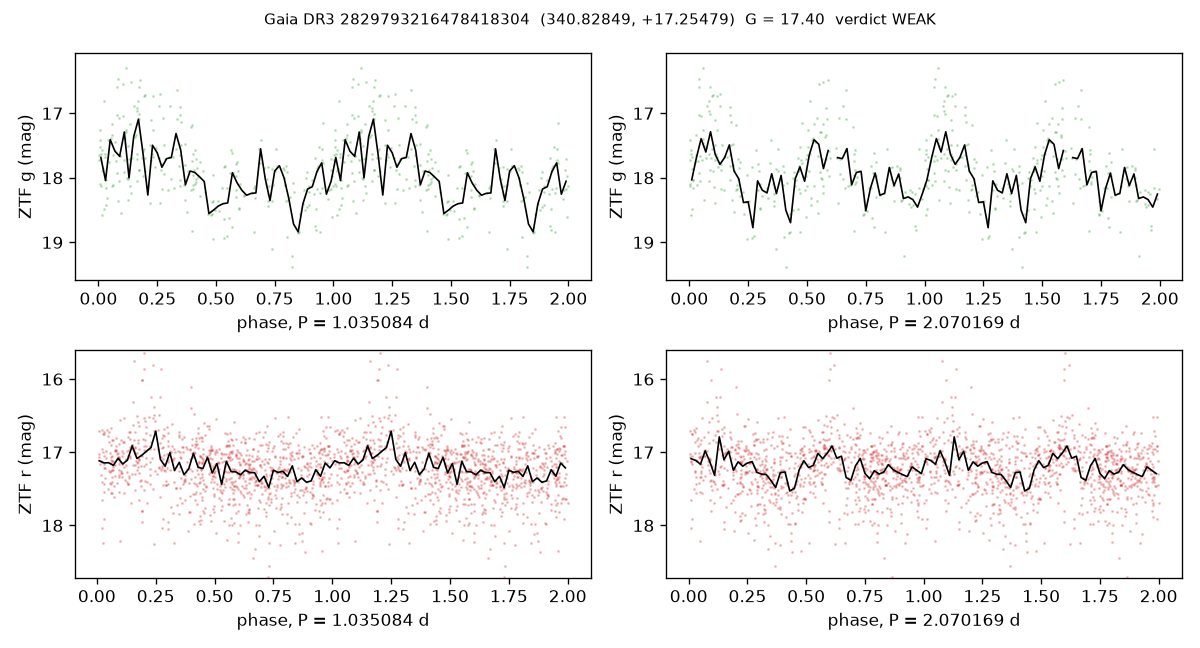 Gaia DR3 2829793216478418304  (340.82849, +17.25479)  G = 17.40  verdict WEAK
ZTF g (mag)
17
18
19
0.00 0.25 0.50 0.75 1.00 1.25 1.50 1.75 2.00
phase, P = 1.035084 d
ZTF g (mag)
17
18
19
0.00 0.25 0.50 0.75 1.00 1.25 1.50 1.75 2.00
phase, P = 2.070169 d
ZTF r (mag)
16
17
18
0.00 0.25 0.50 0.75 1.00 1.25 1.50 1.75 2.00
phase, P = 1.035084 d
ZTF r (mag)
16
17
18
0.00 0.25 0.50 0.75 1.00 1.25 1.50 1.75 2.00
phase, P = 2.070169 d